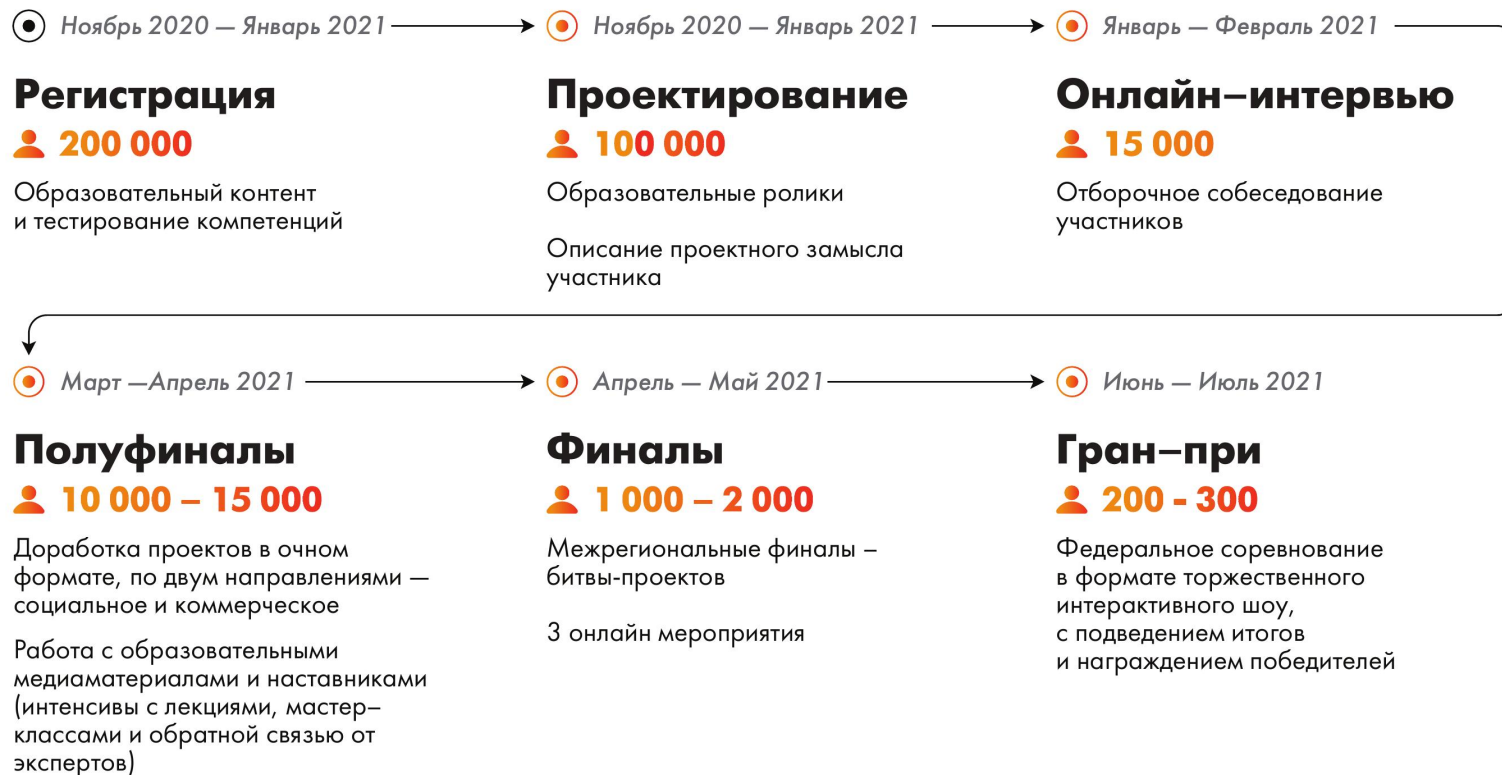 Ноябрь 2020 — Январь 2021
Регистрация
200 000
Образовательный контент
и тестирование компетенций
Ноябрь 2020 — Январь 2021
Проектирование
100 000
Образовательные ролики
Описание проектного замысла
участника
Январь — Февраль 2021
Онлайн–интервью
15 000
Отборочное собеседование
участников
Март —Апрель 2021
Полуфиналы
10 000 – 15 000
Доработка проектов в очном
формате, по двум направлениями —
социальное и коммерческое
Работа с образовательными
медиаматериалами и наставниками
(интенсивы с лекциями, мастер–
классами и обратной связью от
экспертов)
Апрель — Май 2021
Финалы
1 000 – 2 000
Межрегиональные финалы –
битвы-проектов
3 онлайн мероприятия
Июнь — Июль 2021
Гран–при
200 - 300
Федеральное соревнование
в формате торжественного
интерактивного шоу,
с подведением итогов
и награждением победителей